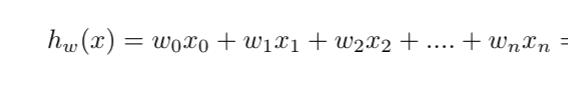 h_w(x) = w_0x_0 + w_1x_1 + w_2x_2 + .... + w_nx_n =